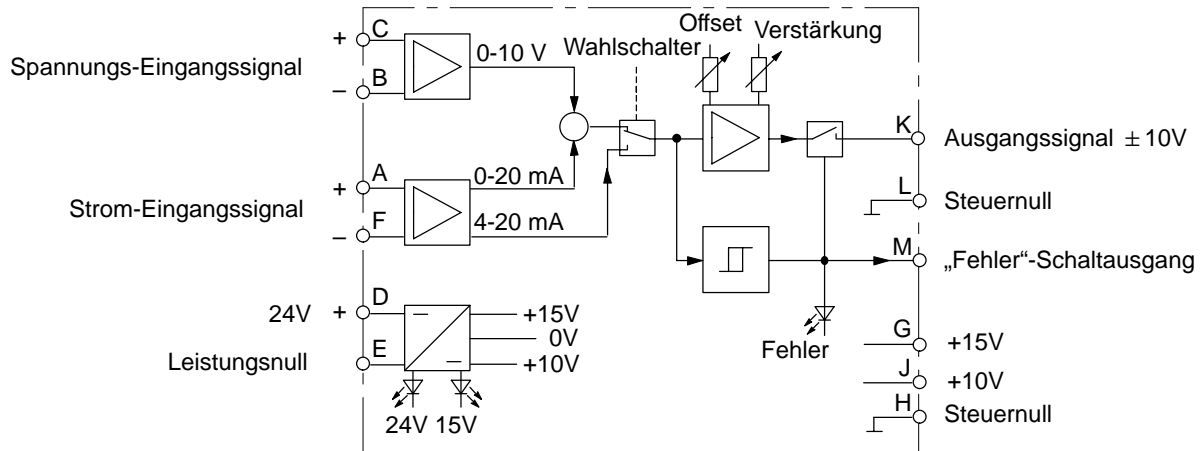 Offset Verstärkung
Wahlschalter
Spannungs-Eingangssignal
+ C
– B
0-10 V
Strom-Eingangssignal
+ A
– F
0-20 mA
4-20 mA
K Ausgangssignal ± 10V
L Steuernull
M „Fehler“-Schaltausgang
Fehler
24V + D
Leistungsnull E
+15V
0V
+10V
24V 15V
G +15V
J +10V
H Steuernull